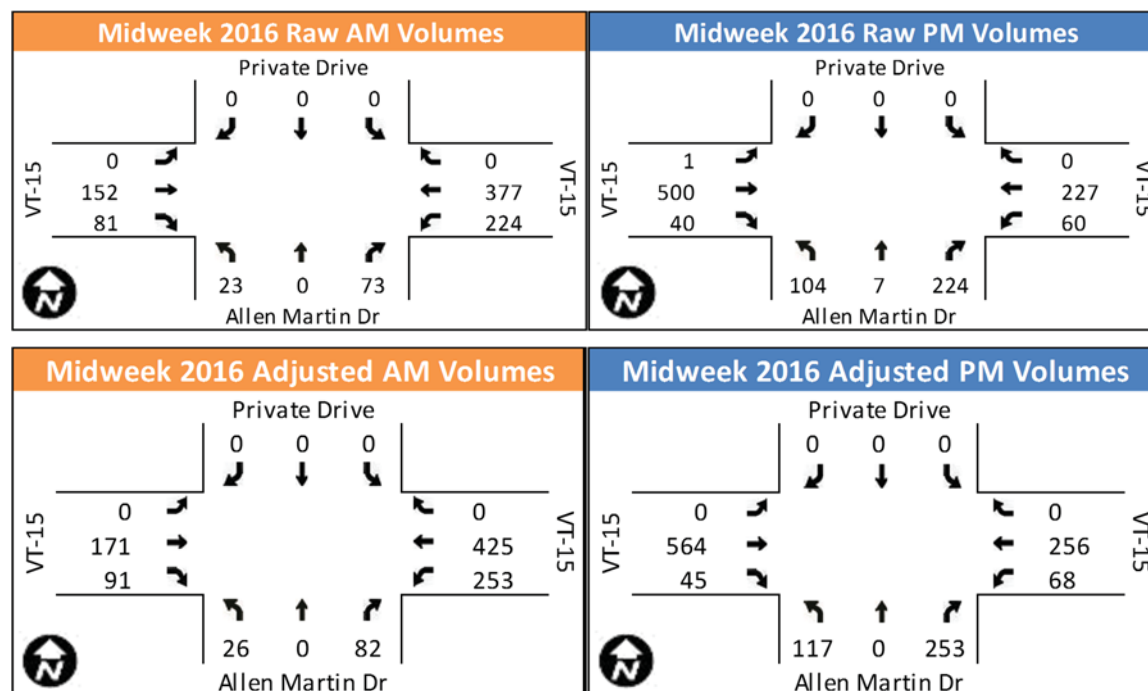 Midweek 2016 Raw AM Volumes
Private Drive
0 0 0
VT-15
0
152
81
0
377
224
VT-15
23 0 73
N
Allen Martin Dr
Midweek 2016 Raw PM Volumes
Private Drive
0 0 0
VT-15
1
500
40
0
227
60
VT-15
104 7 224
N
Allen Martin Dr
Midweek 2016 Adjusted AM Volumes
Private Drive
0 0 0
VT-15
0
171
91
0
425
253
VT-15
26 0 82
N
Allen Martin Dr
Midweek 2016 Adjusted PM Volumes
Private Drive
0 0 0
VT-15
0
564
45
0
256
68
VT-15
117 0 253
N
Allen Martin Dr